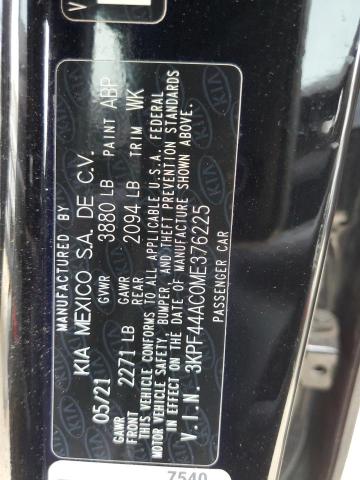 MANUFACTURED BY
KIA MEXICO S.A. DE C.V.
05/21 GVWR 3880 LB PAINT ABP
GAWR FRONT 2271 LB GAWR REAR 2094 LB TRIM WK
THIS VEHICLE CONFORMS TO ALL APPLICABLE U.S.A. FEDERAL
MOTOR VEHICLE SAFETY, BUMPER, AND THEFT PREVENTION STANDARDS
IN EFFECT ON THE DATE OF MANUFACTURE SHOWN ABOVE.
V.I.N. 3KPF44AC0ME376225
PASSENGER CAR
V
7540